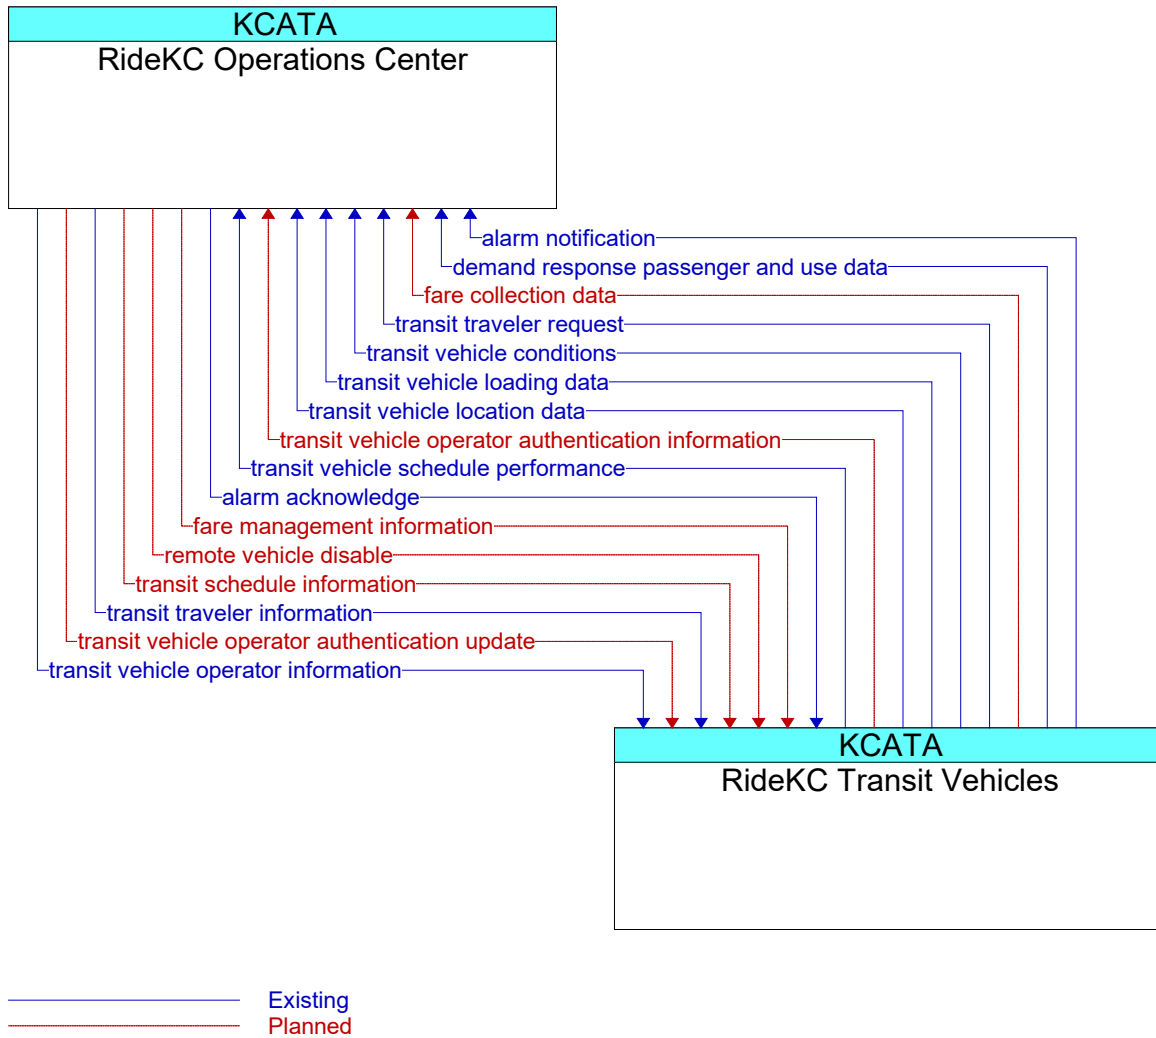 KCATA
RideKC Operations Center
alarm notification
demand response passenger and use data
fare collection data
transit traveler request
transit vehicle conditions
transit vehicle loading data
transit vehicle location data
transit vehicle operator authentication information
transit vehicle schedule performance
alarm acknowledge
fare management information
remote vehicle disable
transit schedule information
transit traveler information
transit vehicle operator authentication update
transit vehicle operator information
KCATA
RideKC Transit Vehicles
Existing
Planned